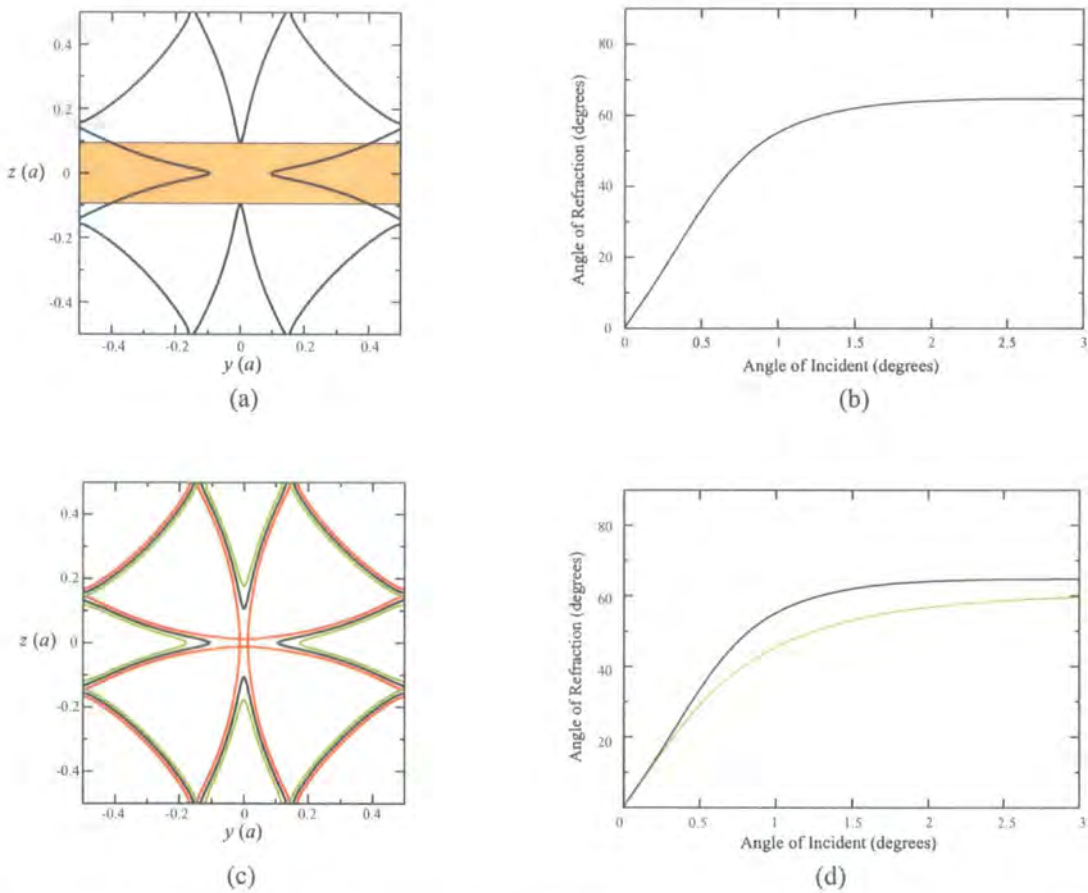 0.4
0.2
z (a)
0
-0.2
-0.4
-0.4 -0.2 0 0.2 0.4
y (a)
(a)
Angle of Refraction (degrees)
80
60
40
20
0
0 0.5 1 1.5 2 2.5 3
Angle of Incident (degrees)
(b)
0.4
0.2
z (a)
0
-0.2
-0.4
-0.4 -0.2 0 0.2 0.4
y (a)
(c)
Angle of Refraction (degrees)
80
60
40
20
0 0.5 1 1.5 2 2.5 3
Angle of Incident (degrees)
(d)